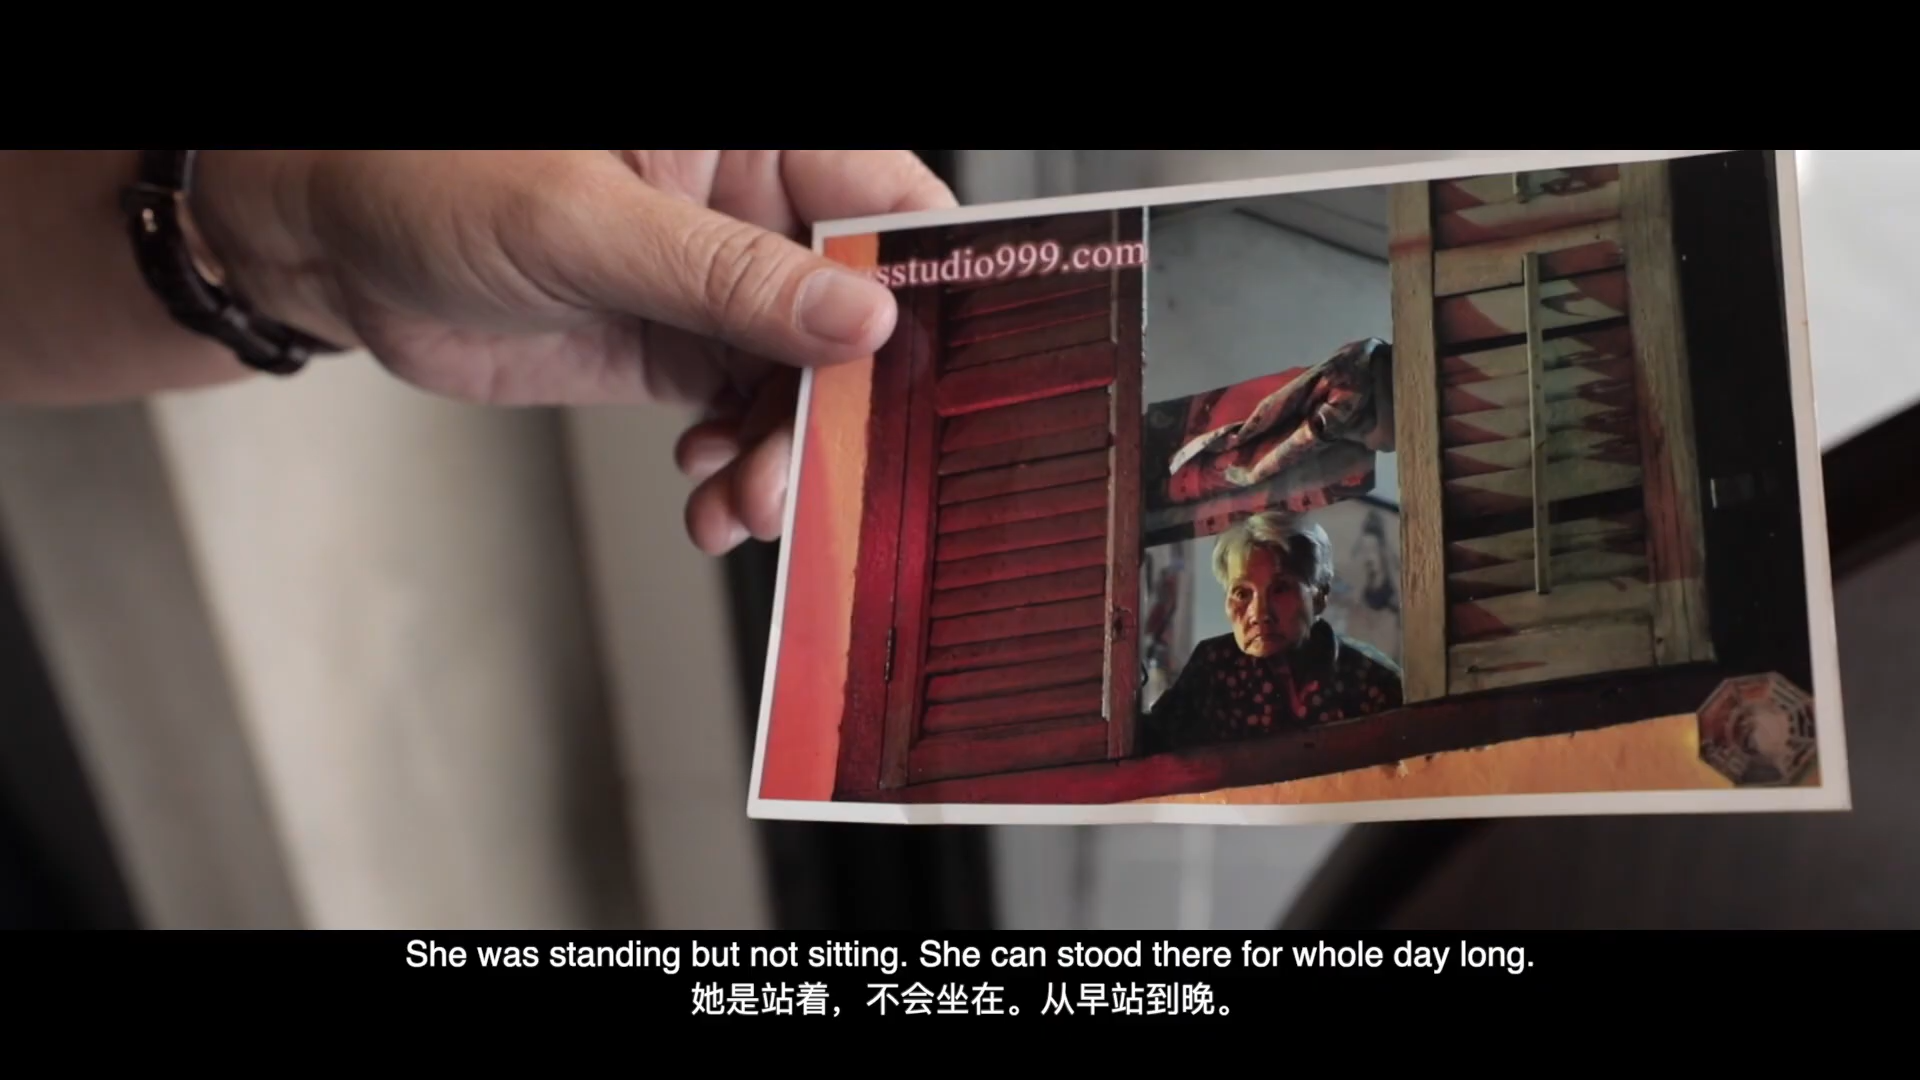 sstudio999.com
She was standing but not sitting. She can stood there for whole day long.
她是站着，不会坐在。从早站到晚。